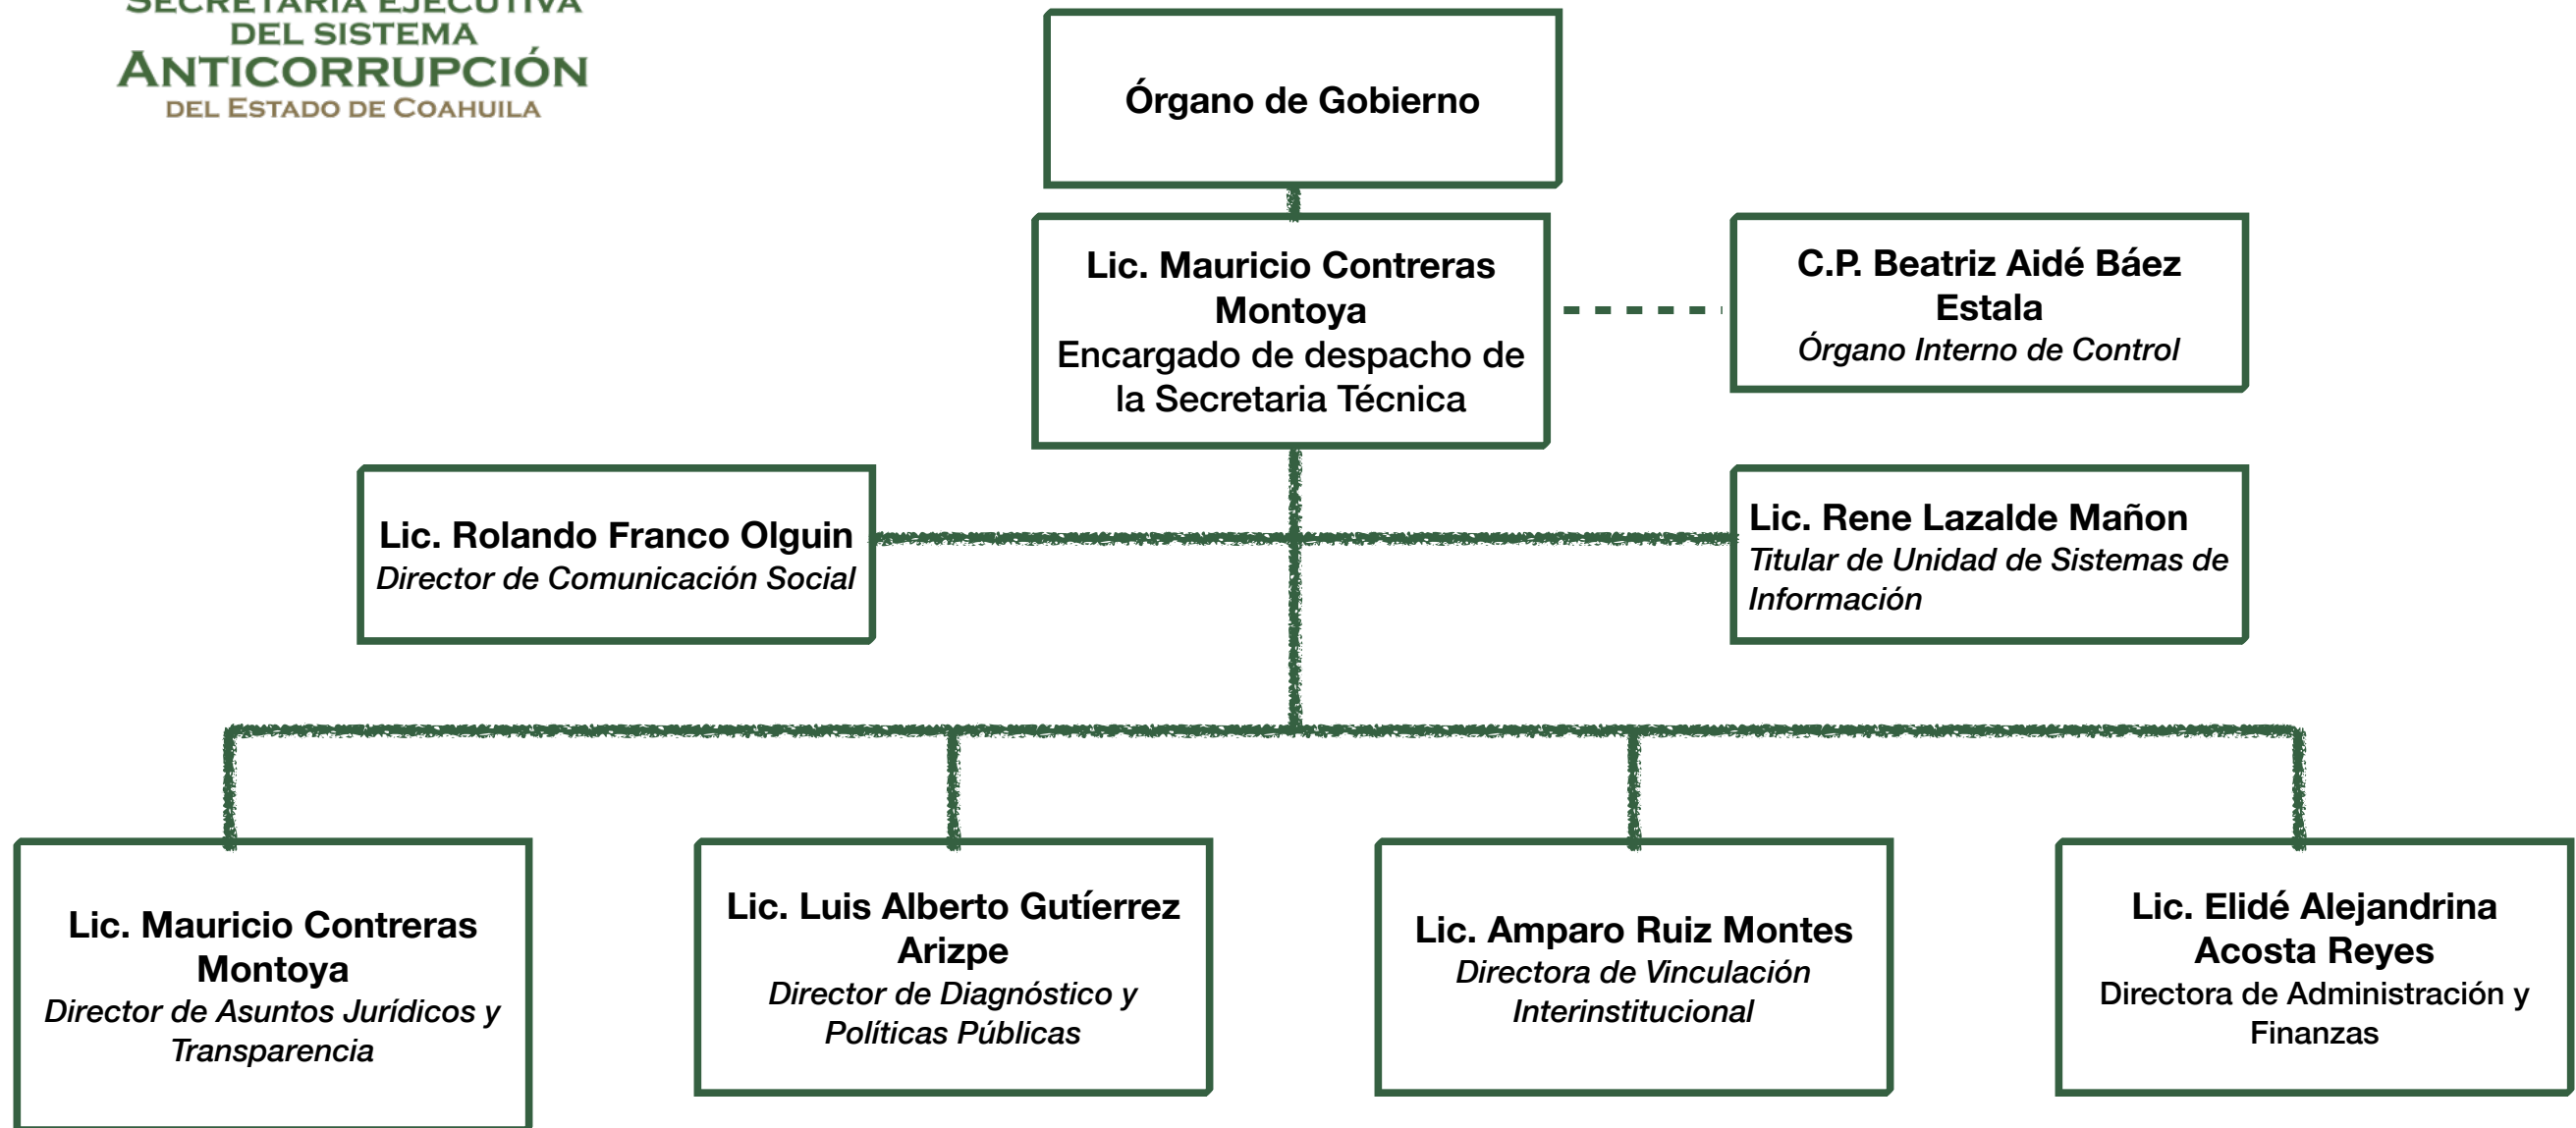 SECRETARÍA EJECUTIVA
DEL SISTEMA
ANTICORRUPCIÓN
DEL ESTADO DE COAHUILA
Órgano de Gobierno
Lic. Mauricio Contreras
Montoya
Encargado de despacho de
la Secretaria Técnica
C.P. Beatriz Aidé Báez
Estala
Órgano Interno de Control
Lic. Rolando Franco Olguin
Director de Comunicación Social
Lic. Rene Lazalde Mañon
Titular de Unidad de Sistemas de
Información
Lic. Mauricio Contreras
Montoya
Director de Asuntos Jurídicos y
Transparencia
Lic. Luis Alberto Gutíerrez
Arizpe
Director de Diagnóstico y
Políticas Públicas
Lic. Amparo Ruiz Montes
Directora de Vinculación
Interinstitucional
Lic. Elidé Alejandrina
Acosta Reyes
Directora de Administración y
Finanzas